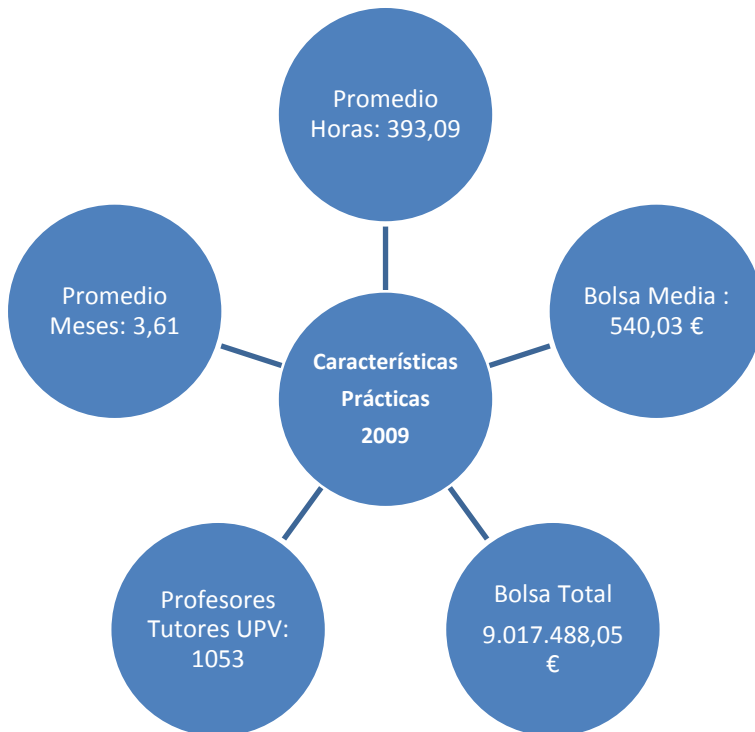 Promedio
Horas: 393,09
Bolsa Media :
540,03 €
Promedio
Meses: 3,61
Característícas
Prácticas
2009
Profesores
Tutores UPV:
1053
Bolsa Total
9.017.488,05
€